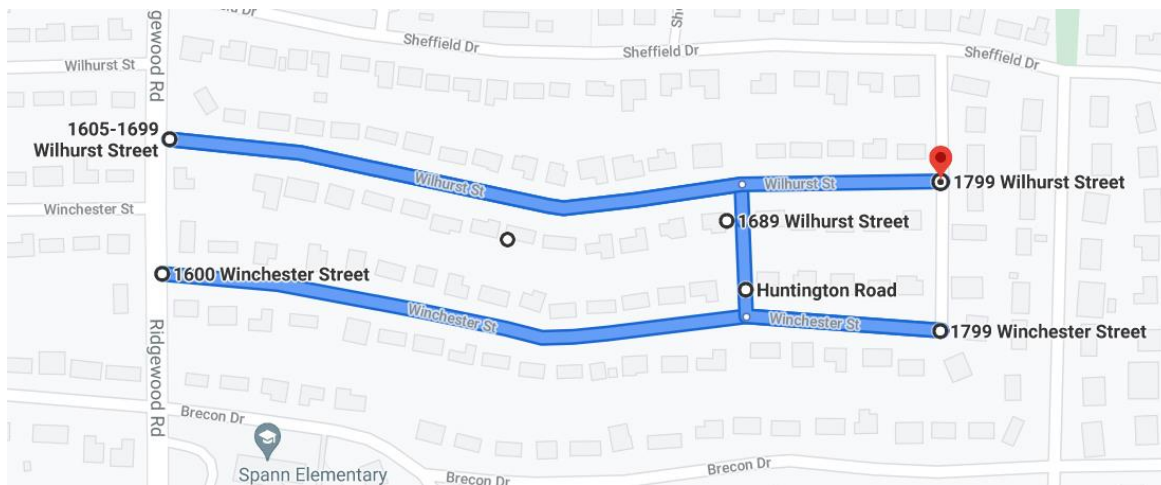 gewood Rd
Sheffield Dr
Sheffield Dr
Sheffield Dr
Wilhurst St
1605-1699
Wilhurst Street
Wilhurst St
Wilhurst St
1799 Wilhurst Street
Winchester St
1689 Wilhurst Street
1600 Winchester Street
Huntington Road
Winchester St
Winchester St
1799 Winchester Street
Ridgewood Rd
Brecon Dr
Spann Elementary
Brecon Dr
Brecon Dr